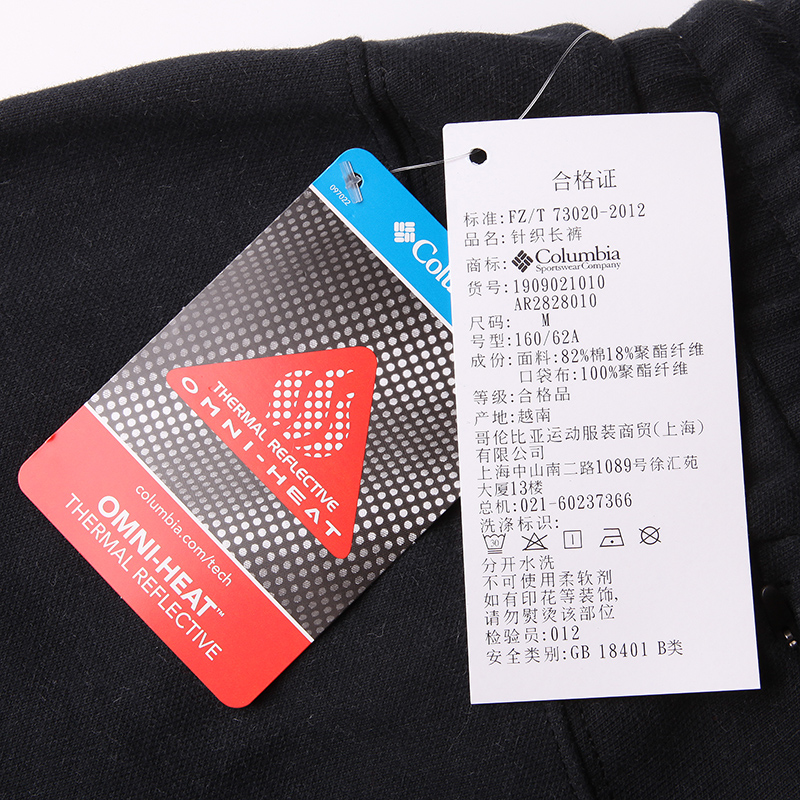 097022
Col
THERMAL REFLECTIVE
OMNI-HEAT
columbia.com/tech
OMNI-HEAT™
THERMAL REFLECTIVE
合格证
标准:FZ/T 73020-2012
品名:针织长裤
商标: Columbia
Sportswear Company
货号:1909021010
AR2828010
尺码: M
号型:160/62A
成份:面料:82%棉18%聚酯纤维
口袋布:100%聚酯纤维
等级:合格品
产地:越南
哥伦比亚运动服装商贸(上海)
有限公司
上海中山南二路1089号徐汇苑
大厦13楼
总机:021-60237366
洗涤标识:
30
分开水洗
不可使用柔软剂
如有印花等装饰,
请勿熨烫该部位
检验员:012
安全类别:GB 18401 B类